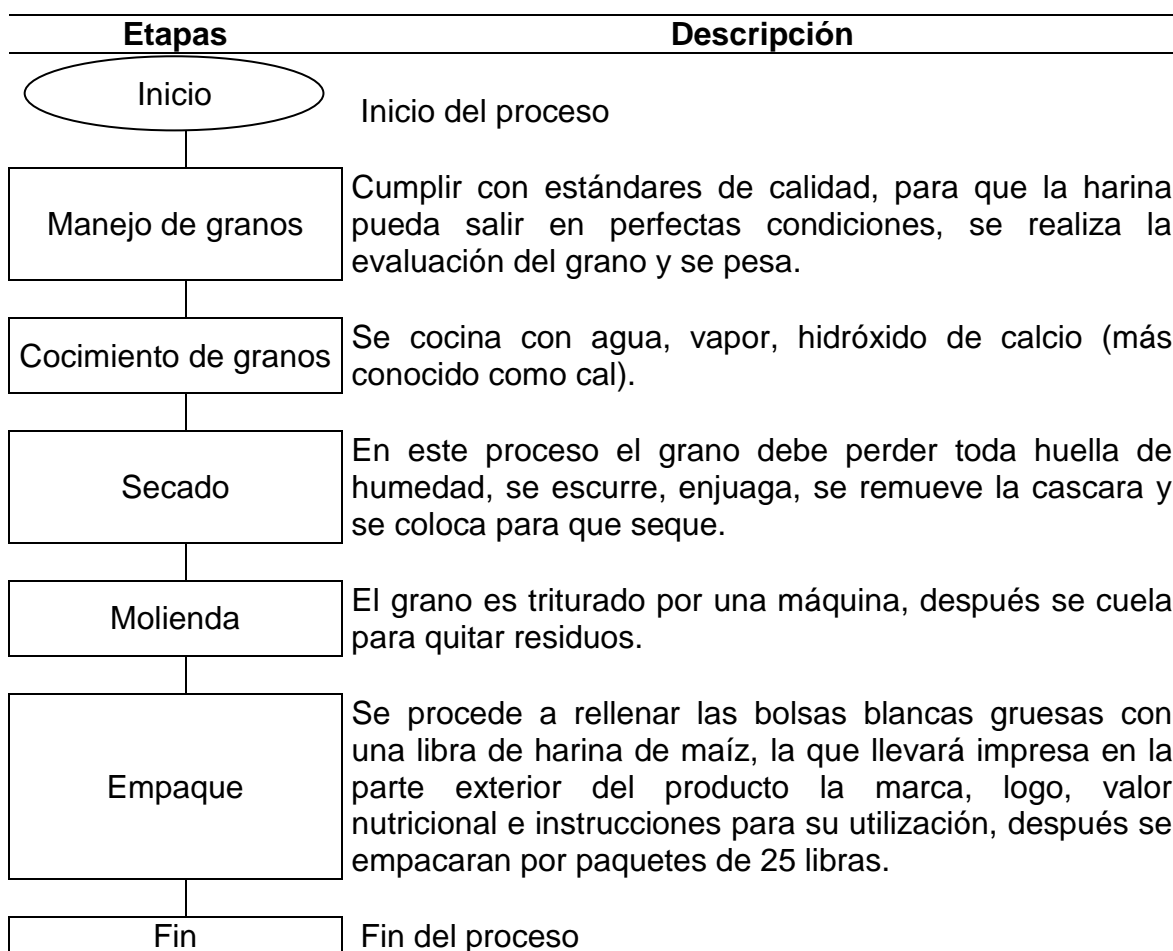 Etapas Descripción
Inicio
Inicio del proceso
Manejo de granos
Cumplir con estándares de calidad, para que la harina
pueda salir en perfectas condiciones, se realiza la
evaluación del grano y se pesa.
Cocimiento de granos
Se cocina con agua, vapor, hidróxido de calcio (más
conocido como cal).
Secado
En este proceso el grano debe perder toda huella de
humedad, se escurre, enjuaga, se remueve la cascara y
se coloca para que seque.
Molienda
El grano es triturado por una máquina, después se cuela
para quitar residuos.
Empaque
Se procede a rellenar las bolsas blancas gruesas con
una libra de harina de maíz, la que llevará impresa en la
parte exterior del producto la marca, logo, valor
nutricional e instrucciones para su utilización, después se
empacaran por paquetes de 25 libras.
Fin
Fin del proceso